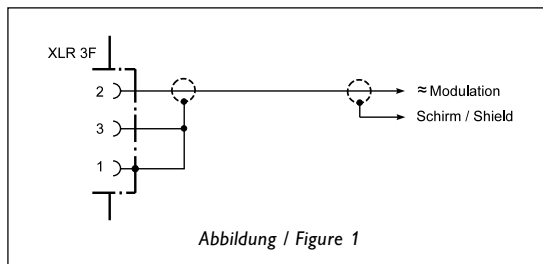 XLR 3F
2
≈ Modulation
Schirm / Shield
3
1
Abbildung / Figure 1